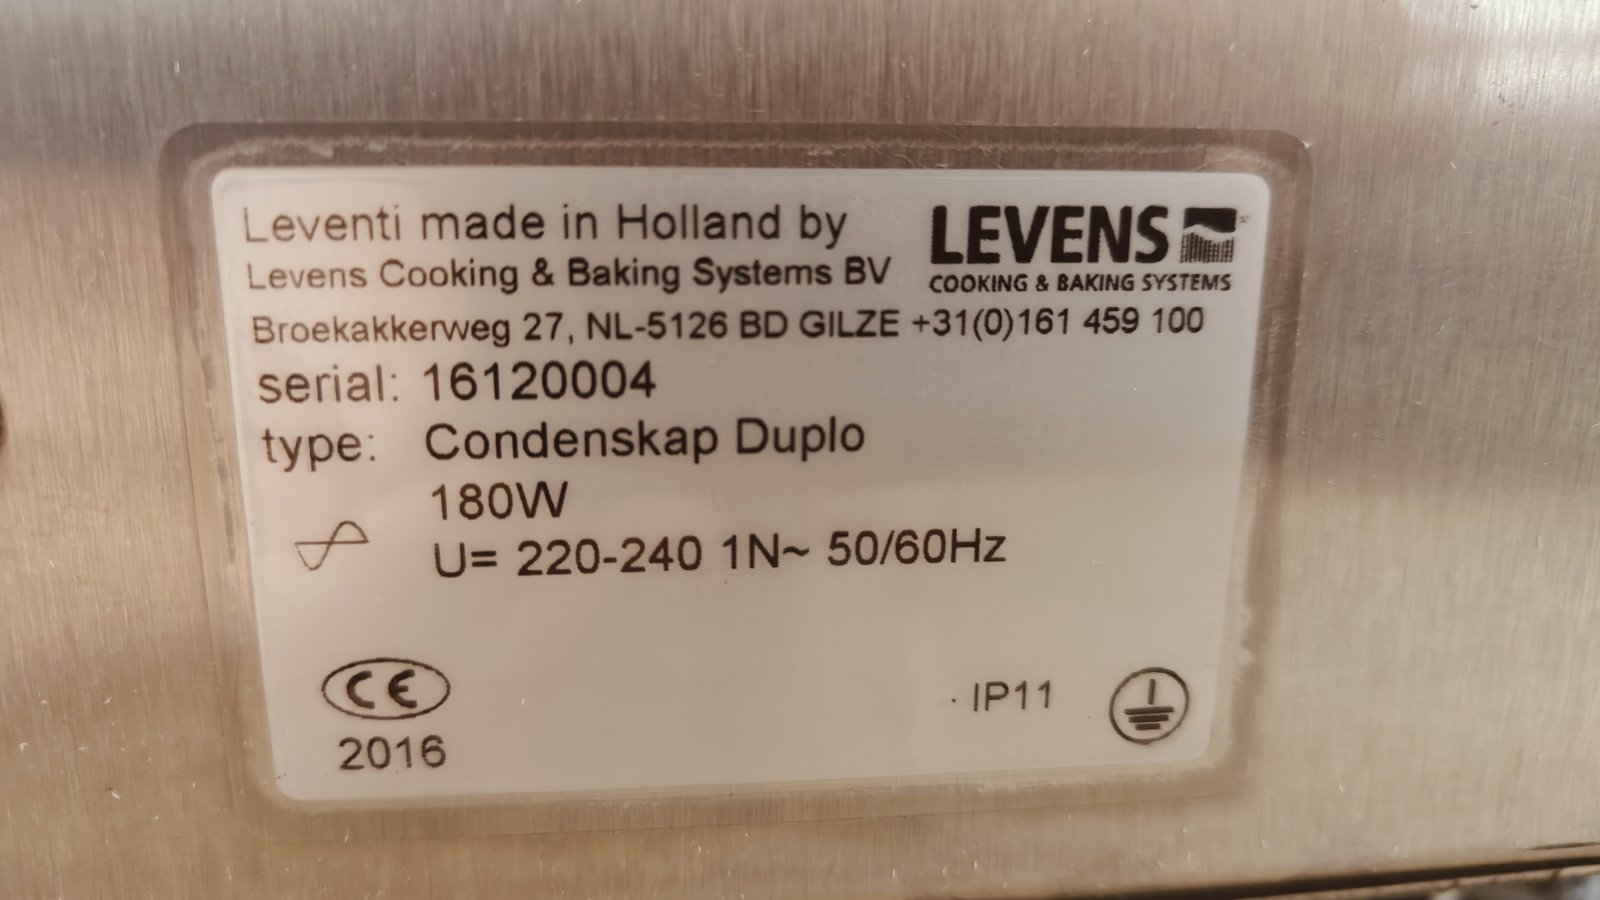 Leventi made in Holland by
Levens Cooking & Baking Systems BV
LEVENS
COOKING & BAKING SYSTEMS
Broekakkerweg 27, NL-5126 BD GILZE +31(0)161 459 100
serial: 16120004
type: Condenskap Duplo
180W
U= 220-240 1N~ 50/60Hz
CE
2016
IP11